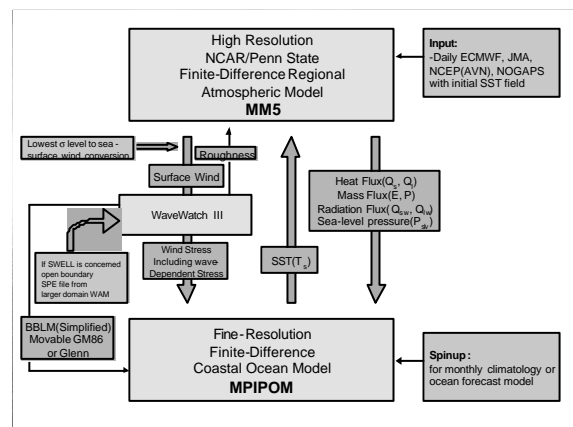 High Resolution
NCAR/Penn State
Finite-Difference Regional
Atmospheric Model
MM5
Input:
-Daily ECMWF, JMA,
NCEP(AVN), NOGAPS
with initial SST field
Lowest σ level to sea-
surface wind conversion
Roughness
Surface Wind
Heat Flux(Qs, Ql)
Mass Flux(E, P)
Radiation Flux(Qsw, Qlw)
Sea-level pressure(Pslv)
WaveWatch III
Wind Stress
Including wave-
Dependent Stress
SST(Ts)
If SWELL is concerned
open boundary
SPE file from
larger domain WAM
BBLM(Simplified)
Movable GM86
or Glenn
Fine-Resolution
Finite-Difference
Coastal Ocean Model
MPIPOM
Spinup:
for monthly climatology or
ocean forecast model